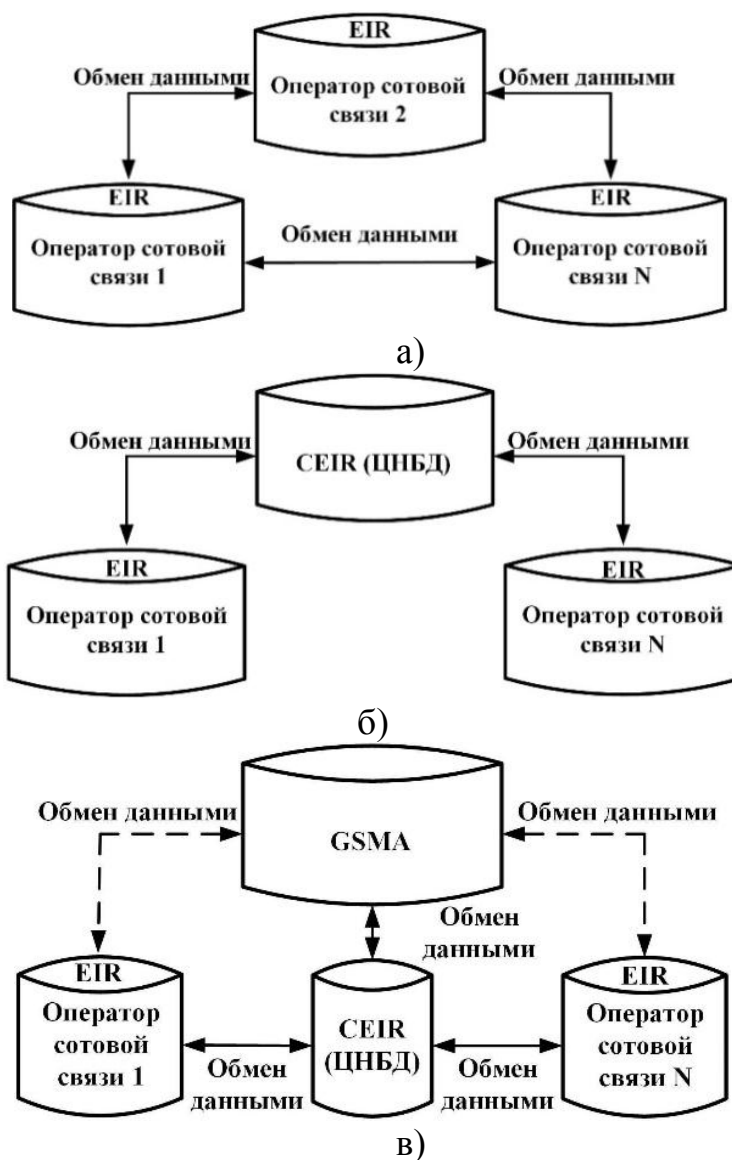 EIR
Обмен данными
Оператор сотовой
связи 2
Обмен данными
EIR
Оператор сотовой
связи 1
Обмен данными
EIR
Оператор сотовой
связи N
а)
Обмен данными
CEIR (ЦНБД)
Обмен данными
EIR
Оператор сотовой
связи 1
EIR
Оператор сотовой
связи N
б)
Обмен данными
GSMA
Обмен данными
Обмен
данными
EIR
Оператор
сотовой
связи 1
Обмен
данными
CEIR
(ЦНБД)
Обмен
данными
EIR
Оператор
сотовой
связи N
в)